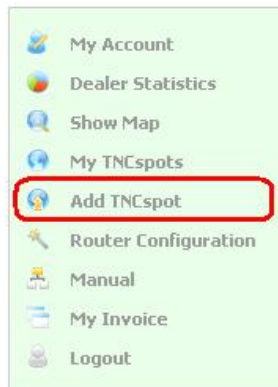 My Account
Dealer Statistics
Show Map
My TNCspots
Add TNCspot
Router Configuration
Manual
My Invoice
Logout